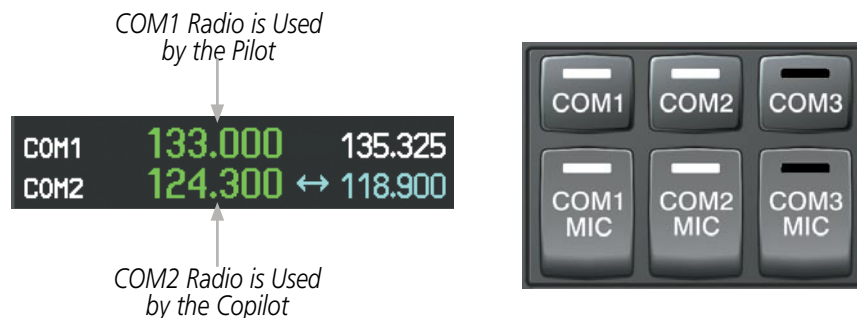 COM1 Radio is Used
by the Pilot
COM1 133.000 135.325
COM2 124.300 ↔ 118.900
COM2 Radio is Used
by the Copilot
COM1 COM2 COM3
COM1 MIC COM2 MIC COM3 MIC